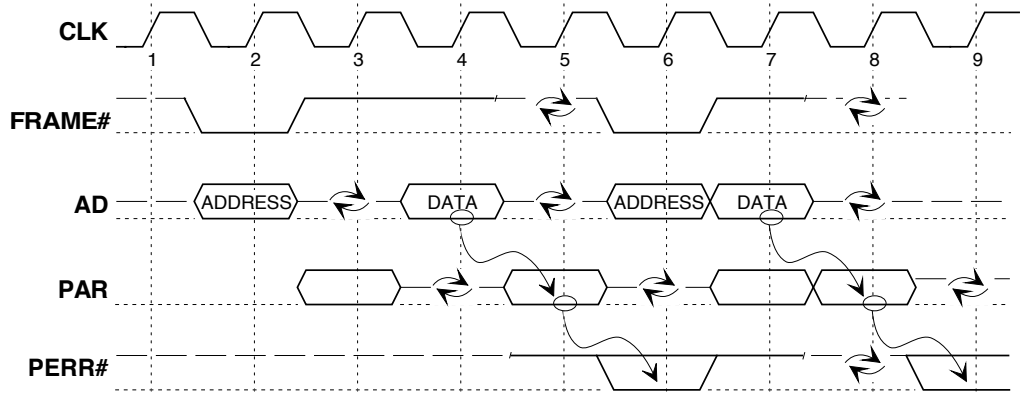 CLK
1 2 3 4 5 6 7 8 9
FRAME#
AD ADDRESS DATA ADDRESS DATA
PAR
PERR#